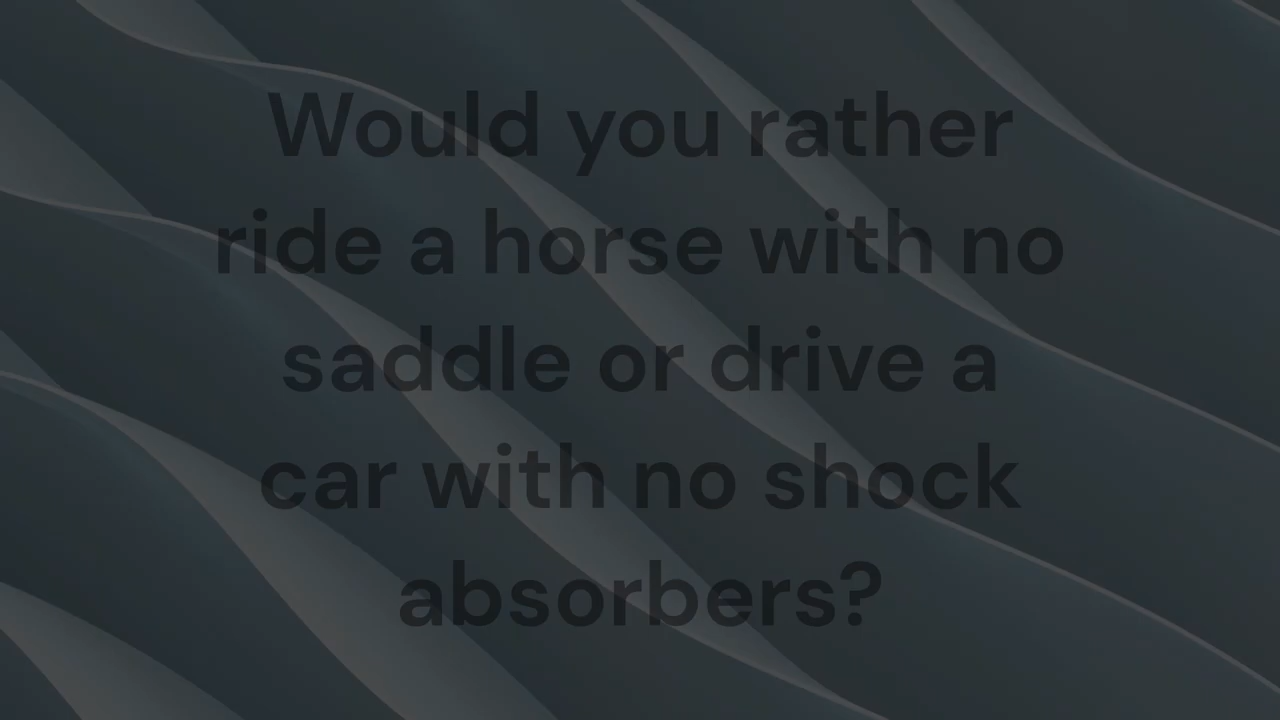 Would you rather
ride a horse with no
saddle or drive a
car with no shock
absorbers?